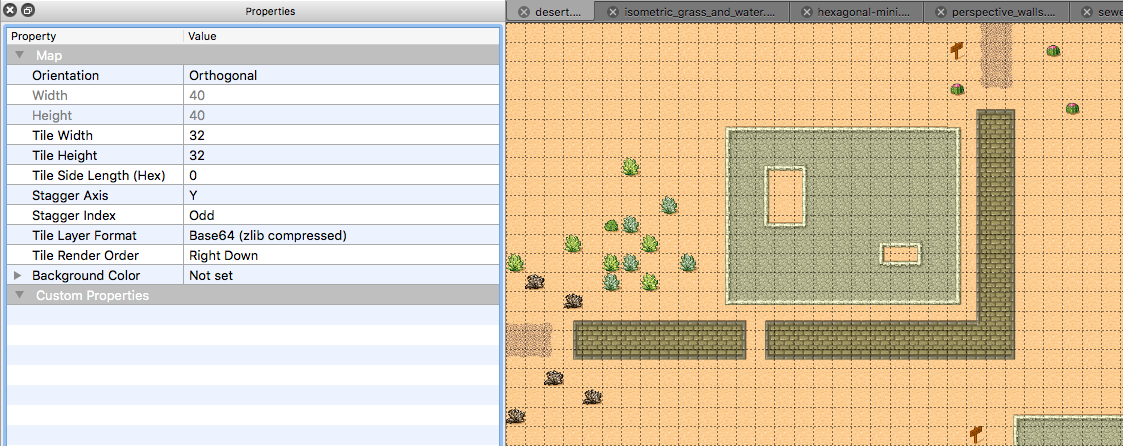 Properties
Property Value
Map
Orientation Orthogonal
Width 40
Height 40
Tile Width 32
Tile Height 32
Tile Side Length (Hex) 0
Stagger Axis Y
Stagger Index Odd
Tile Layer Format Base64 (zlib compressed)
Tile Render Order Right Down
Background Color Not set
Custom Properties
desert.... isometric_grass_and_water.... hexagonal-mini.... perspective_walls.... sewe